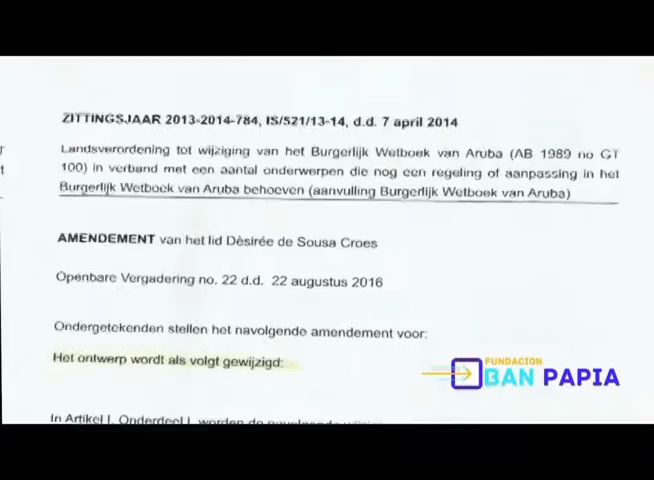 ZITTINGSJAAR 2013-2014-784, IS/521/13-14, d.d. 7 april 2014
Landsverordening tot wijziging van het Burgerlijk Wetboek van Aruba (AB 1989 no GT
100) in verband met een aantal onderwerpen die nog een regeling of aanpassing in het
Burgerlijk Wetboek van Aruba behoeven (aanvulling Burgerlijk Wetboek van Aruba)
AMENDEMENT van het lid Dèsirée de Sousa Croes
Openbare Vergadering no. 22 d.d. 22 augustus 2016
Ondergetekenden stellen het navolgende amendement voor:
Het ontwerp wordt als volgt gewijzigd:
FUNDACION
BAN PAPIA
In Artikel I, Onderdeel I, worden de